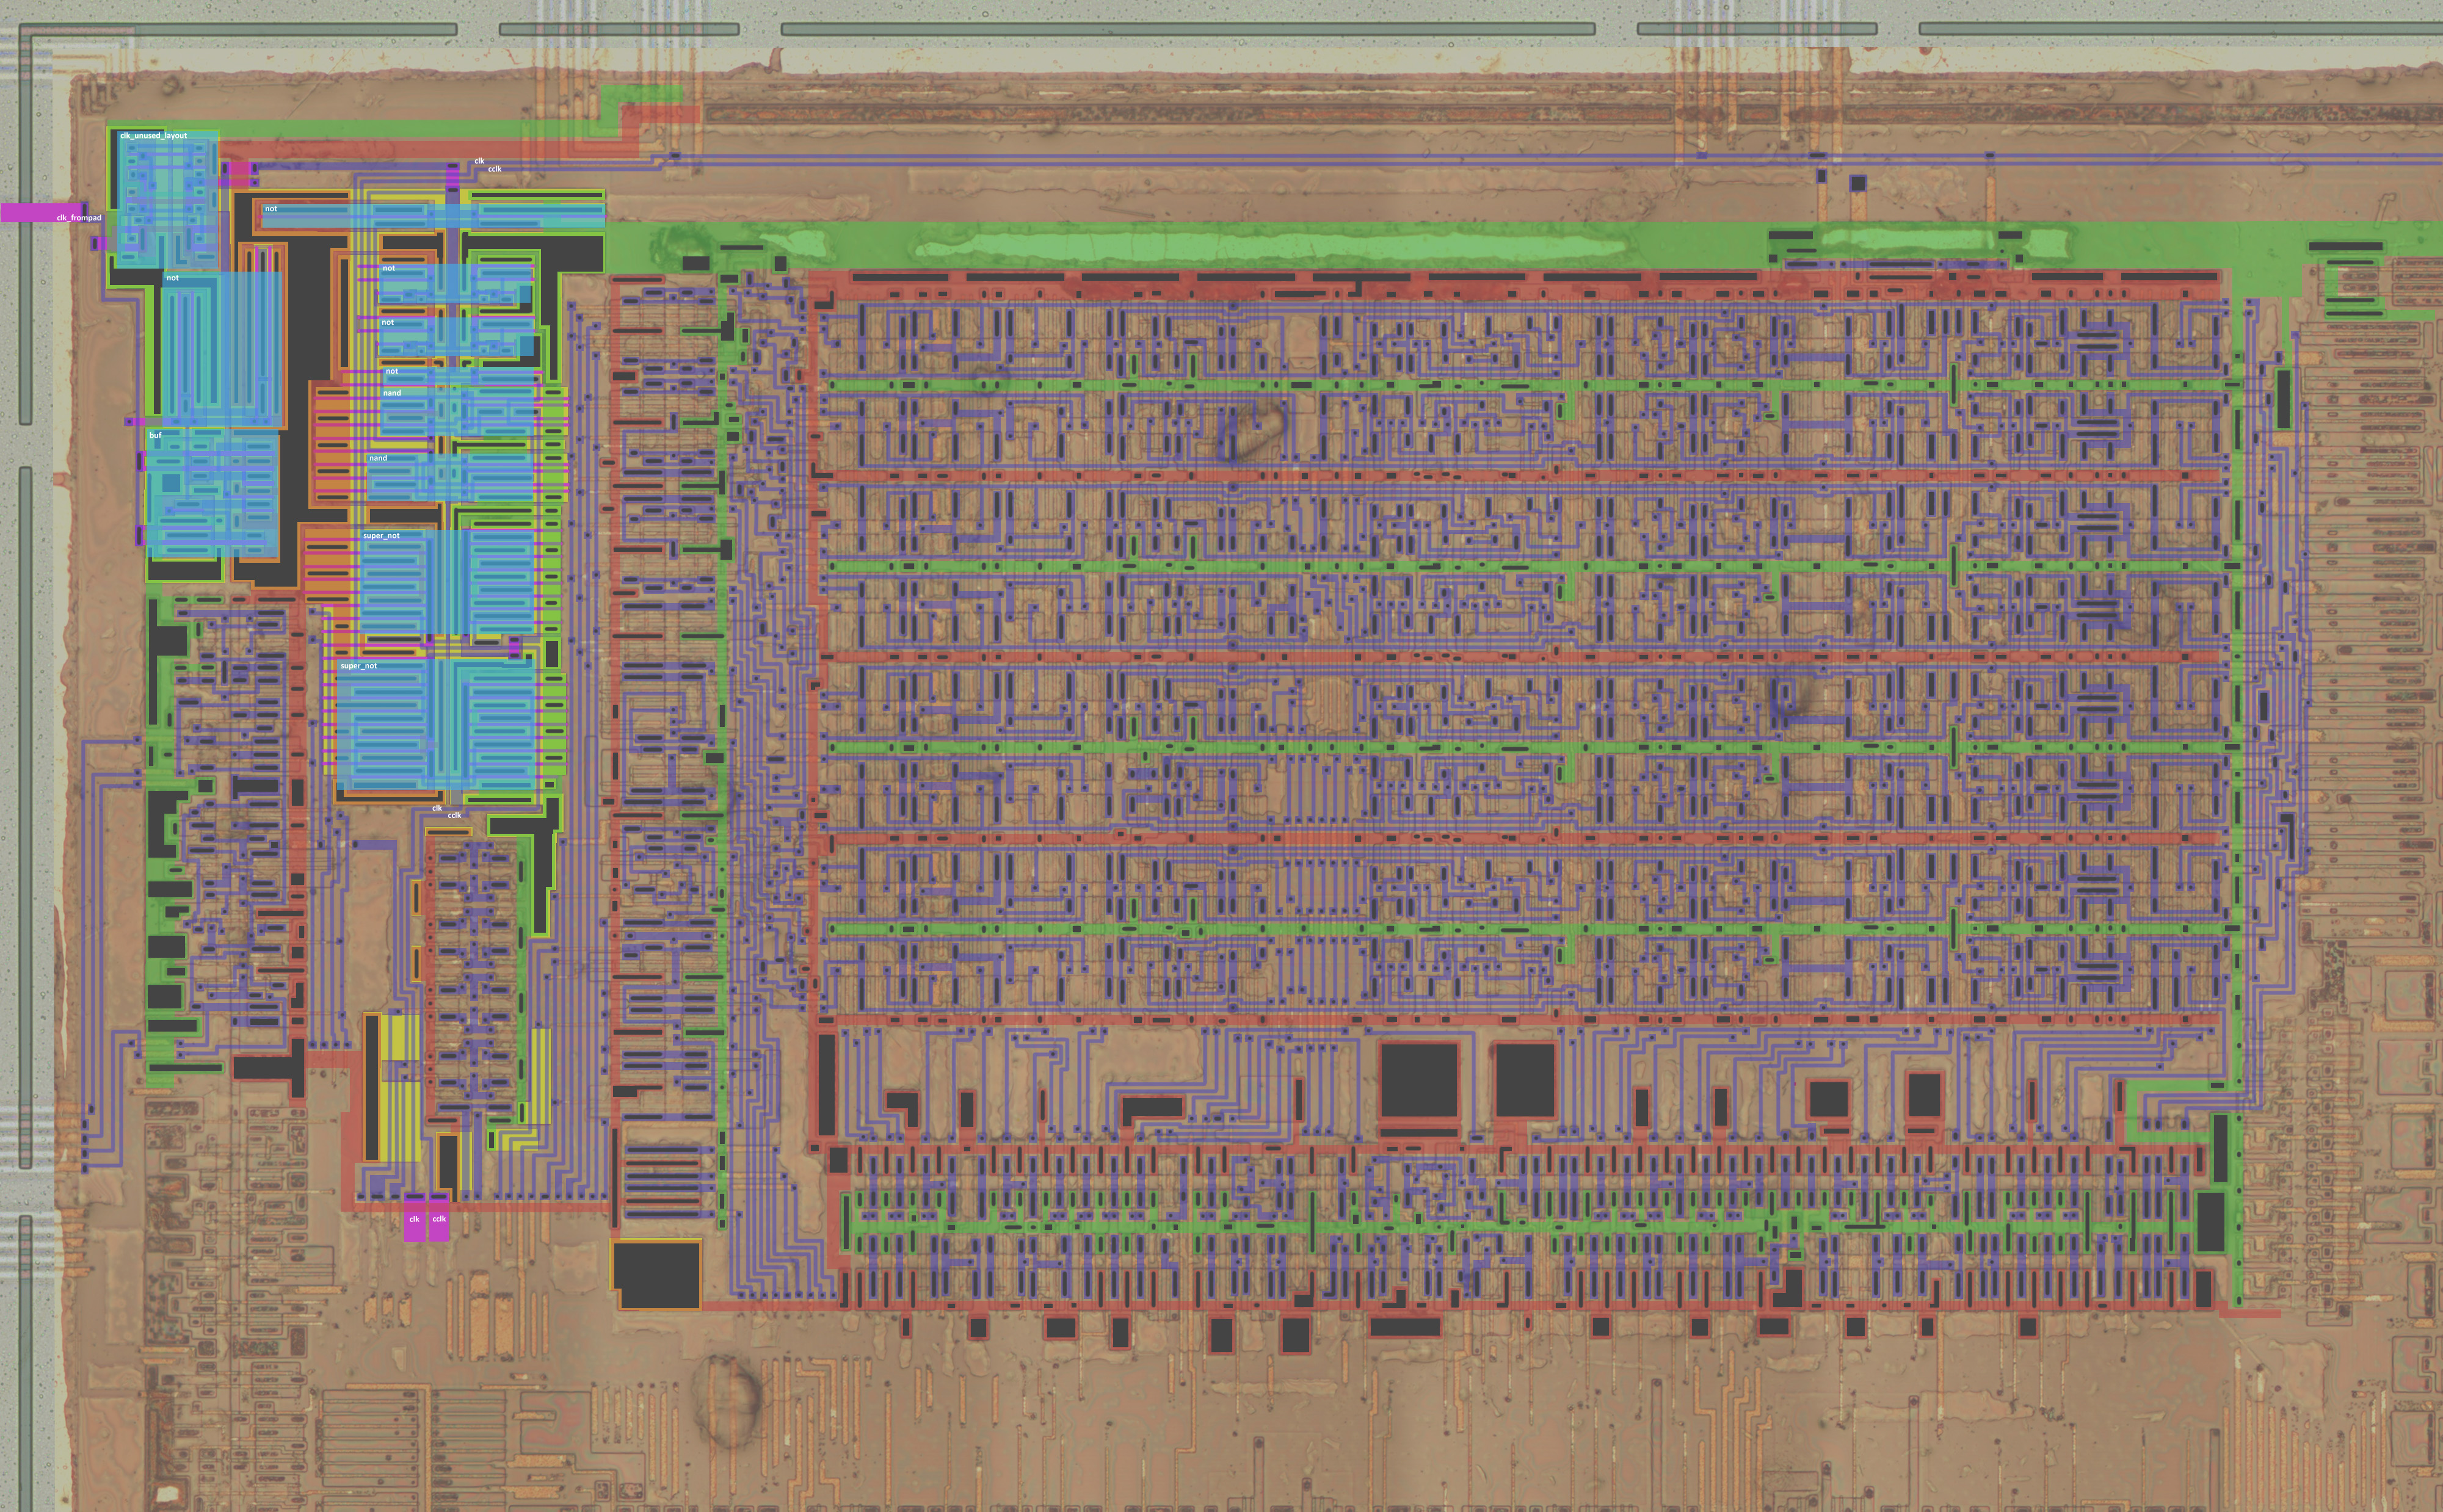 clk_unused_layout
clk
cclk
not
clk_frompad
not
not
not
not
nand
buf
nand
super_not
super_not
clk
cclk
clk
cclk